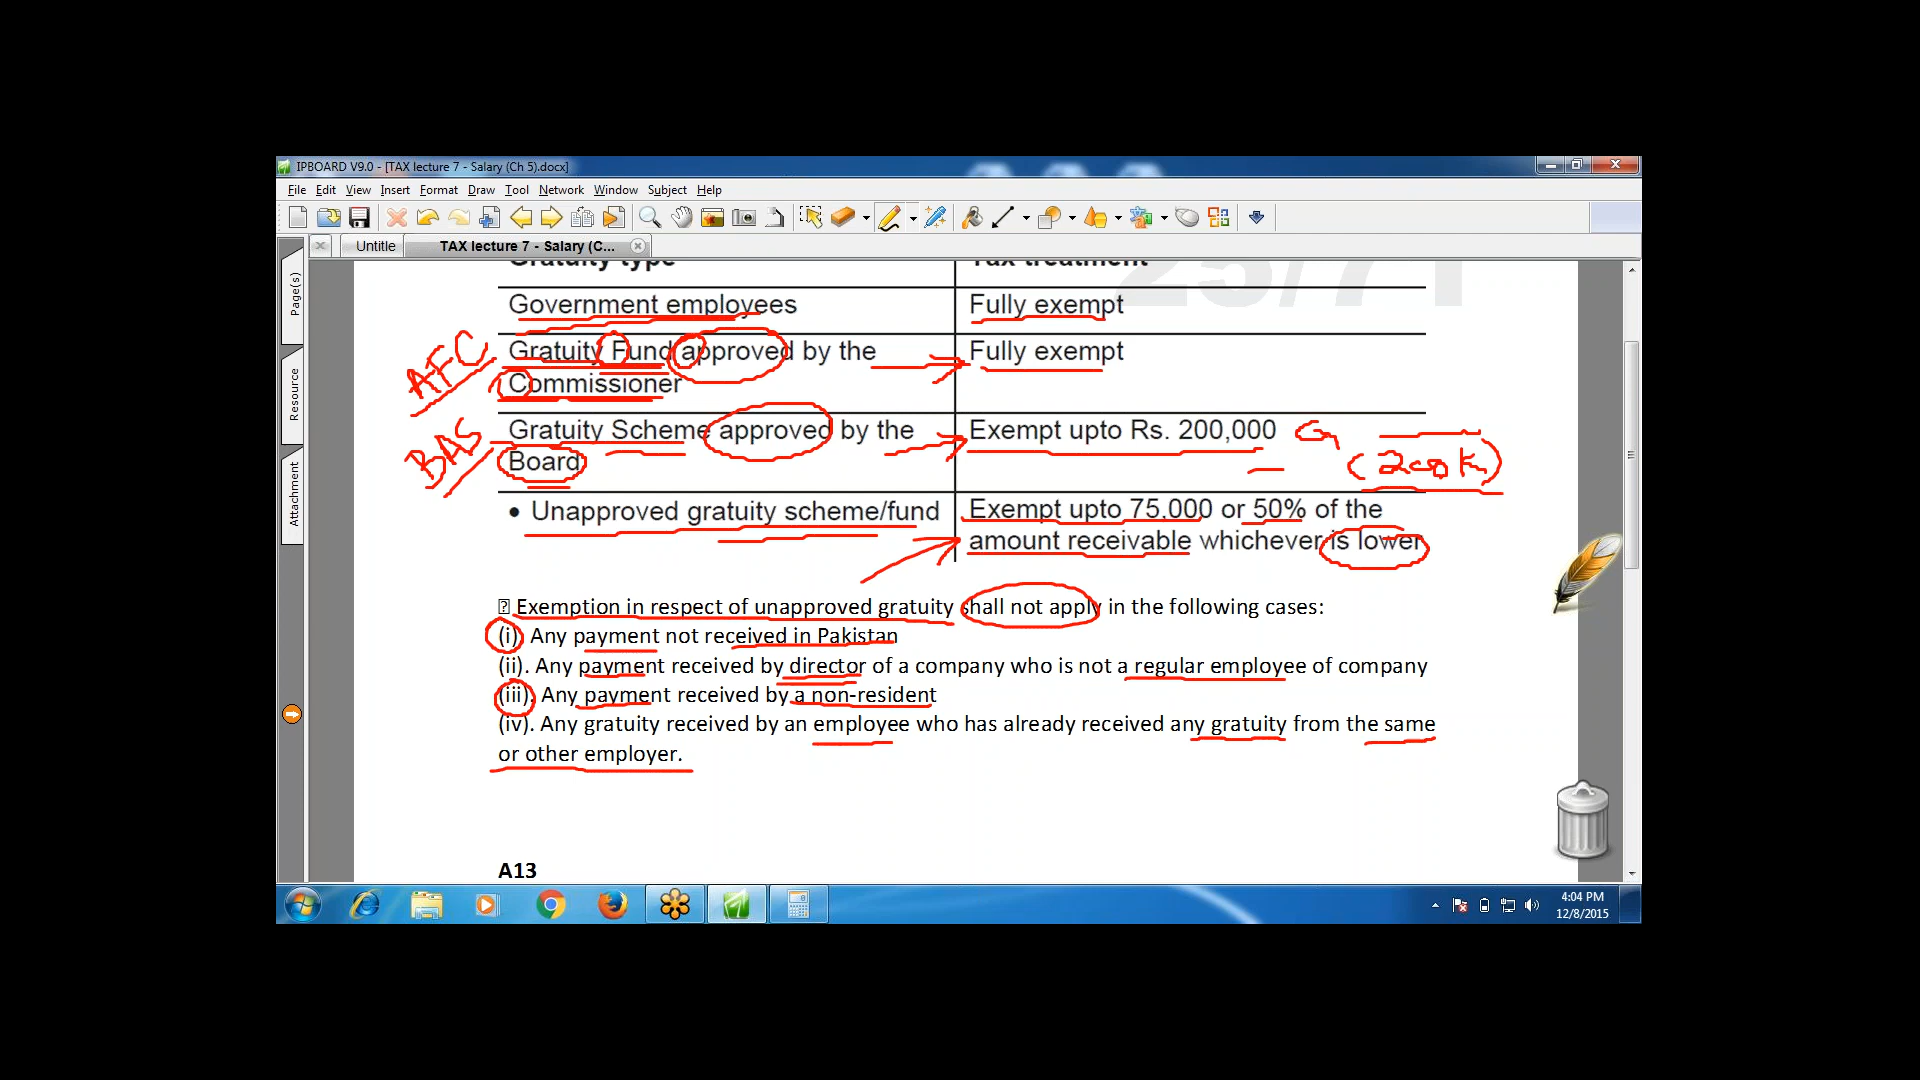 IPBOARD V9.0 - [TAX lecture 7 - Salary (Ch 5).docx]
File Edit View Insert Format Draw Tool Network Window Subject Help
Untitle TAX lecture 7 - Salary (C...
Page(s)
Resource
Attachment
Gratuity type Tax treatment
23/71
Government employees Fully exempt
AFC Gratuity Fund approved by the Fully exempt
Commissioner
BAS Gratuity Scheme approved by the Exempt upto Rs. 200,000
Board (200K)
• Unapproved gratuity scheme/fund Exempt upto 75,000 or 50% of the
amount receivable whichever is lower
Exemption in respect of unapproved gratuity shall not apply in the following cases:
(i) Any payment not received in Pakistan
(ii). Any payment received by director of a company who is not a regular employee of company
(iii). Any payment received by a non-resident
(iv). Any gratuity received by an employee who has already received any gratuity from the same
or other employer.
A13
4:04 PM
12/8/2015